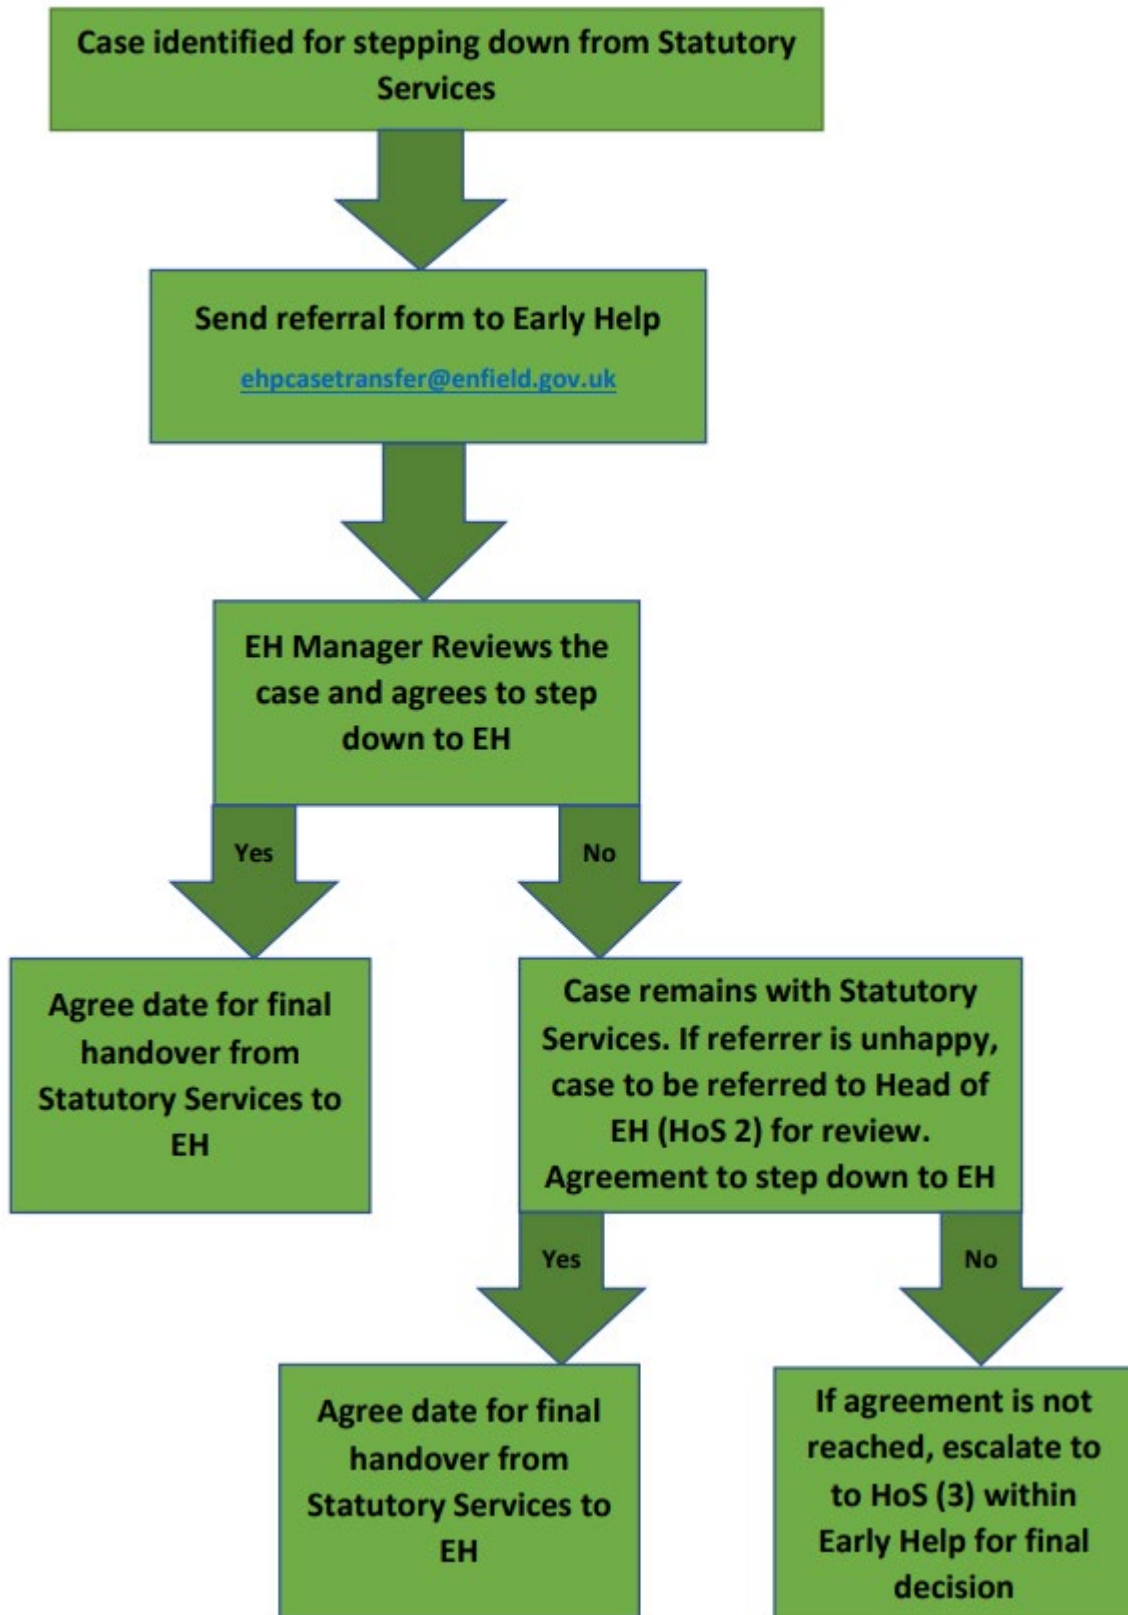 Case identified for stepping down from Statutory
Services
Send referral form to Early Help
ehpcasetransfer@enfield.gov.uk
EH Manager Reviews the
case and agrees to step
down to EH
Yes
No
Agree date for final
handover from
Statutory Services to
EH
Case remains with Statutory
Services. If referrer is unhappy,
case to be referred to Head of
EH (HoS 2) for review.
Agreement to step down to EH
Yes
No
Agree date for final
handover from
Statutory Services to
EH
If agreement is not
reached, escalate to
to HoS (3) within
Early Help for final
decision